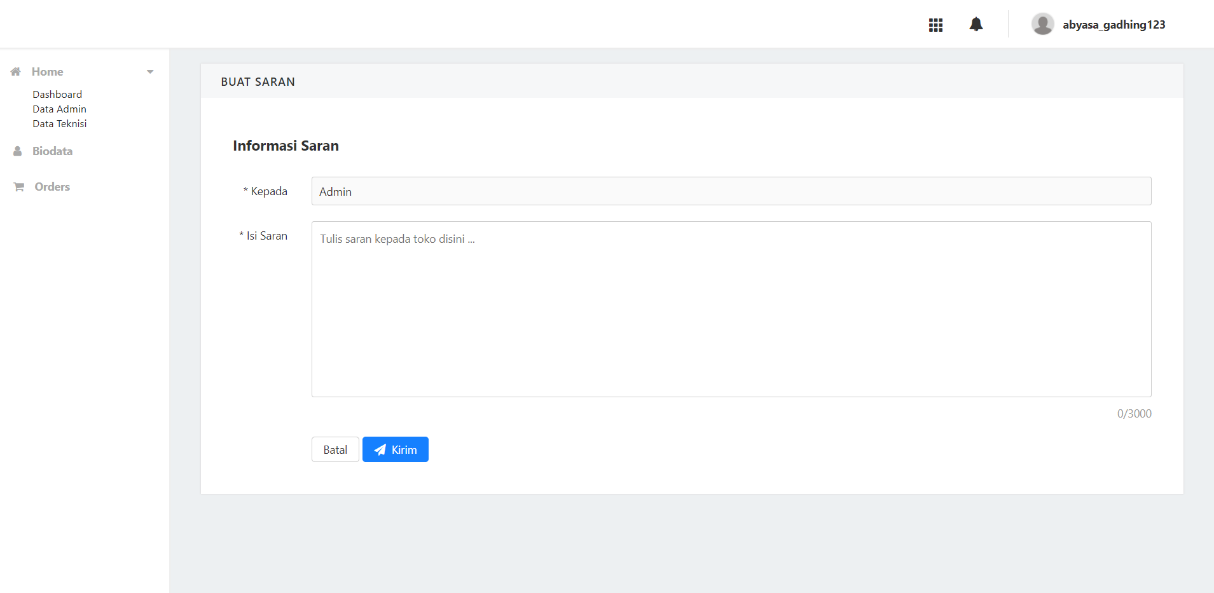 abyasa_gadhing123
Home
Dashboard
Data Admin
Data Teknisi
Biodata
Orders
BUAT SARAN
Informasi Saran
* Kepada
Admin
* Isi Saran
Tulis saran kepada toko disini ...
0/3000
Batal
Kirim